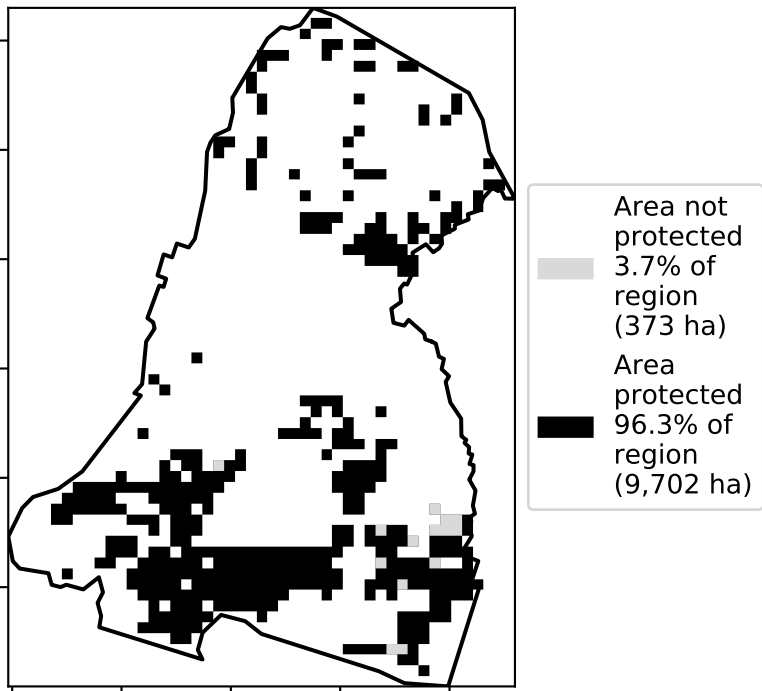 Area not
protected
3.7% of
region
(373 ha)
Area
protected
96.3% of
region
(9,702 ha)